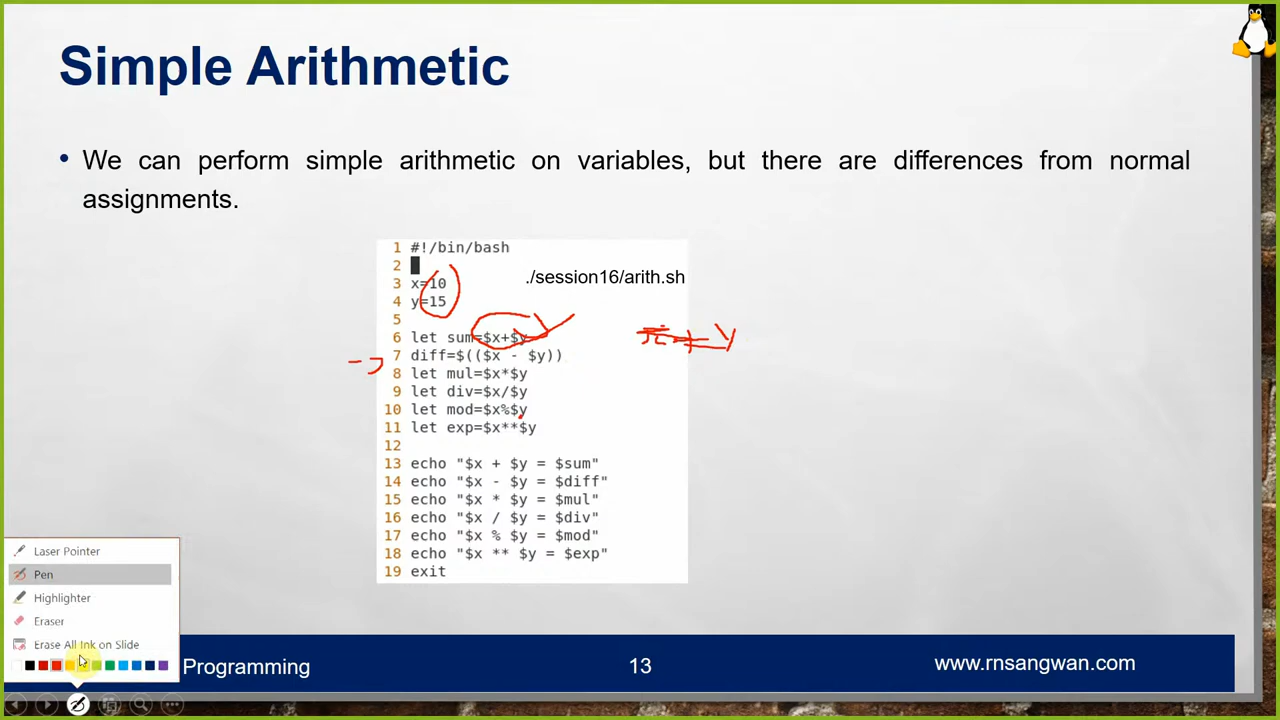 Simple Arithmetic
• We can perform simple arithmetic on variables, but there are differences from normal
assignments.
1 #!/bin/bash
2
./session16/arith.sh
3 x=10
4 y=15
5
6 let sum=$x+$y
x + y
7 diff=$(($x - $y))
8 let mul=$x*$y
9 let div=$x/$y
10 let mod=$x%$y
11 let exp=$x**$y
12
13 echo "$x + $y = $sum"
14 echo "$x - $y = $diff"
15 echo "$x * $y = $mul"
16 echo "$x / $y = $div"
17 echo "$x % $y = $mod"
18 echo "$x ** $y = $exp"
19 exit
Laser Pointer
Pen
Highlighter
Eraser
Erase All Ink on Slide
Programming
13
www.rnsangwan.com